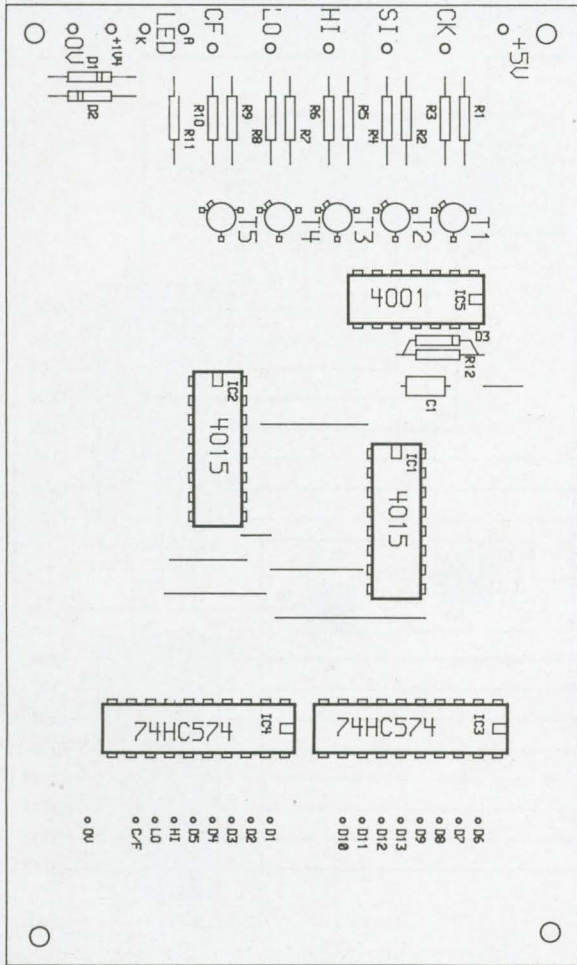 +5V
CK
SI
HI
LO
CF
LED
A
K
+1V4
0V
D1
D2
R11
R10
R9
R8
R7
R6
R5
R4
R2
R3
R1
T5
T4
T3
T2
T1
4001
IC5
D3
R12
C1
IC2
4015
IC1
4015
74HC574
IC4
74HC574
IC3
0V
C/F
LO
HI
D5
D4
D3
D2
D1
D10
D11
D12
D13
D9
D8
D7
D6